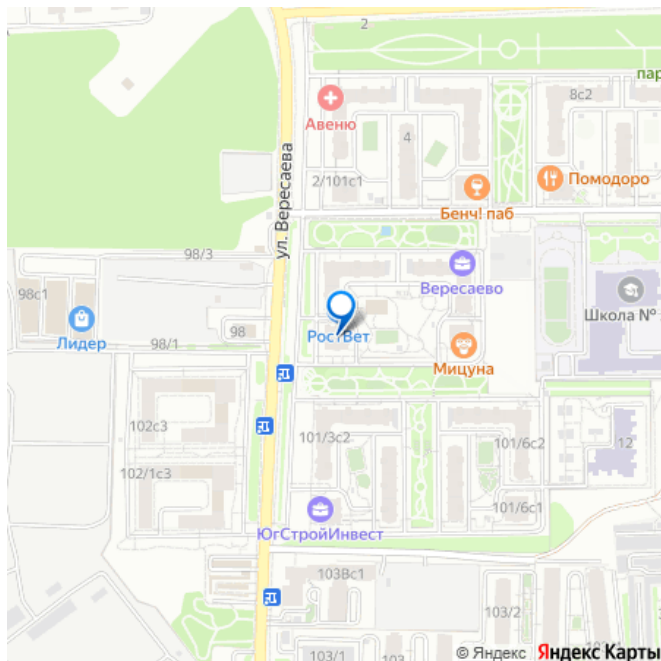 2
пар
8с2
Авеню
4
2/101с1
Помодоро
Бенч! паб
ул. Вересаева
98/3
98с1
Вересаево
Школа №
РостВет
98
Лидер
98/1
Мицуна
102с3
101/3с2
101/6с2
12
102/1с3
101/6с1
ЮгСтройИнвест
103Вс1
103/2
103/1
© Яндекс Яндекс Карты